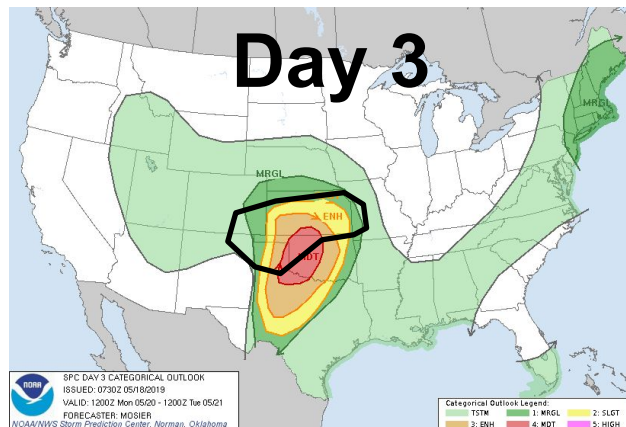 Day 3
MRGL
MRGL
ENH
MDT
SPC DAY 3 CATEGORICAL OUTLOOK
ISSUED: 0730Z 05/18/2019
VALID: 1200Z Mon 05/20 - 1200Z Tue 05/21
FORECASTER: MOSIER
NOAA/NWS Storm Prediction Center, Norman, Oklahoma
NOAA
Categorical Outlook Legend:
TSTM 1: MRGL 2: SLGT
3: ENH 4: MDT 5: HIGH